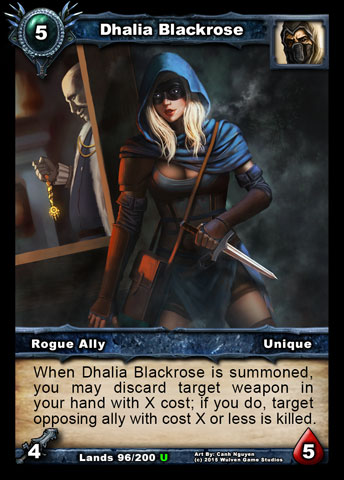 5
Dhalia Blackrose
Rogue Ally Unique
When Dhalia Blackrose is summoned,
you may discard target weapon in
your hand with X cost; if you do, target
opposing ally with cost X or less is killed.
4
Lands 96/200 U
Art By: Canh Nguyen
(c) 2015 Wulven Game Studios
5